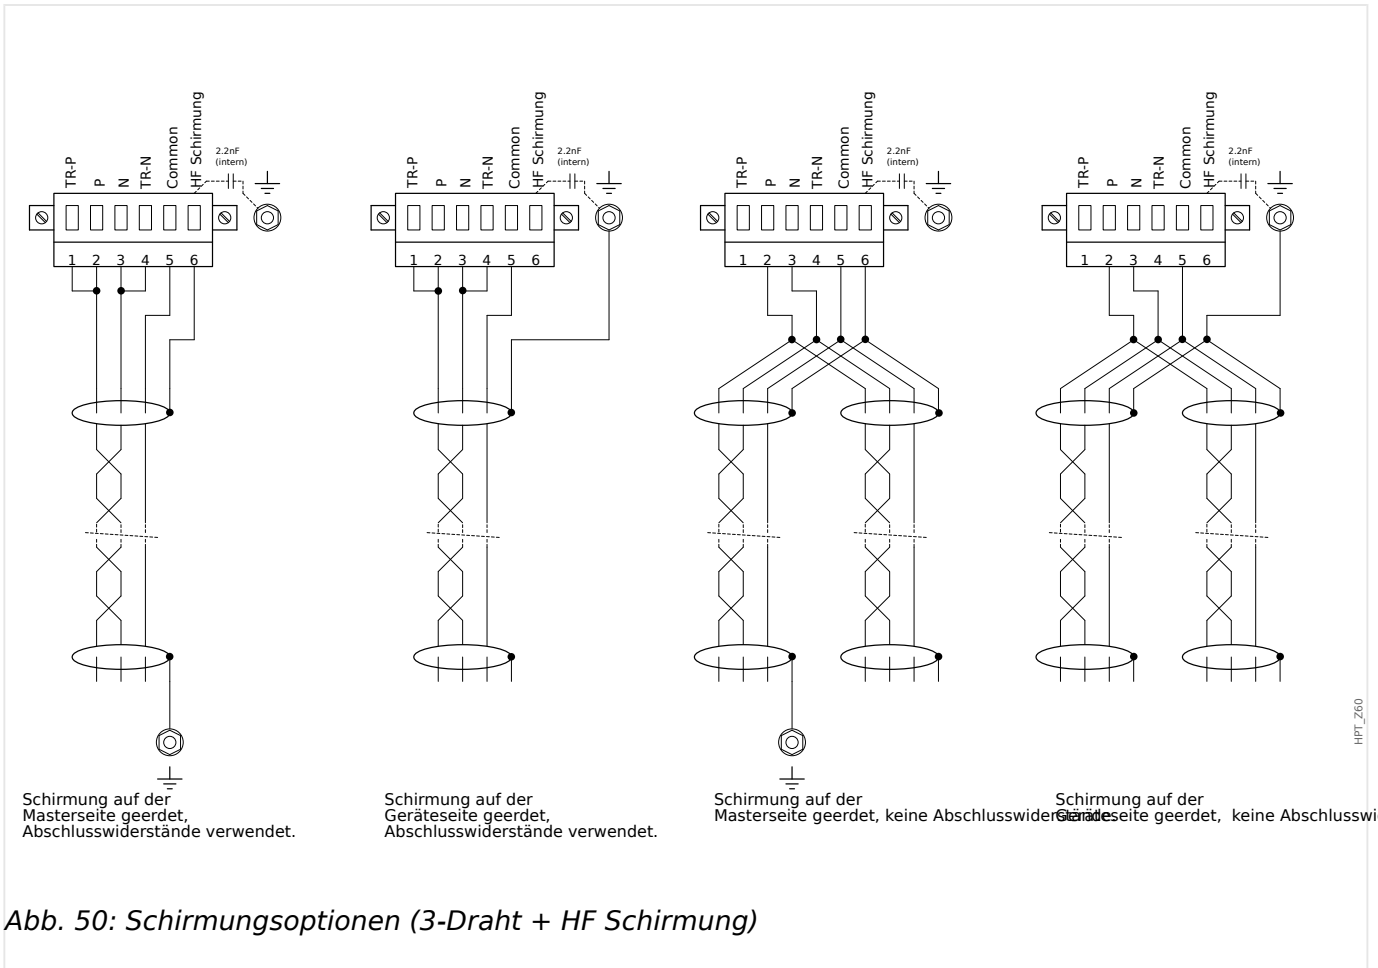 TR-P
P
N
TR-N
Common
HF Schirmung
2.2nF
(intern)
1 2 3 4 5 6
TR-P
P
N
TR-N
Common
HF Schirmung
2.2nF
(intern)
1 2 3 4 5 6
TR-P
P
N
TR-N
Common
HF Schirmung
2.2nF
(intern)
1 2 3 4 5 6
TR-P
P
N
TR-N
Common
HF Schirmung
2.2nF
(intern)
1 2 3 4 5 6
HPT_Z60
Schirmung auf der
Masterseite geerdet,
Abschlusswiderstände verwendet.
Schirmung auf der
Geräteseite geerdet,
Abschlusswiderstände verwendet.
Schirmung auf der
Masterseite geerdet, keine Abschlusswiderstände.
Schirmung auf der
Geräteseite geerdet, keine Abschlusswi
Abb. 50: Schirmungsoptionen (3-Draht + HF Schirmung)